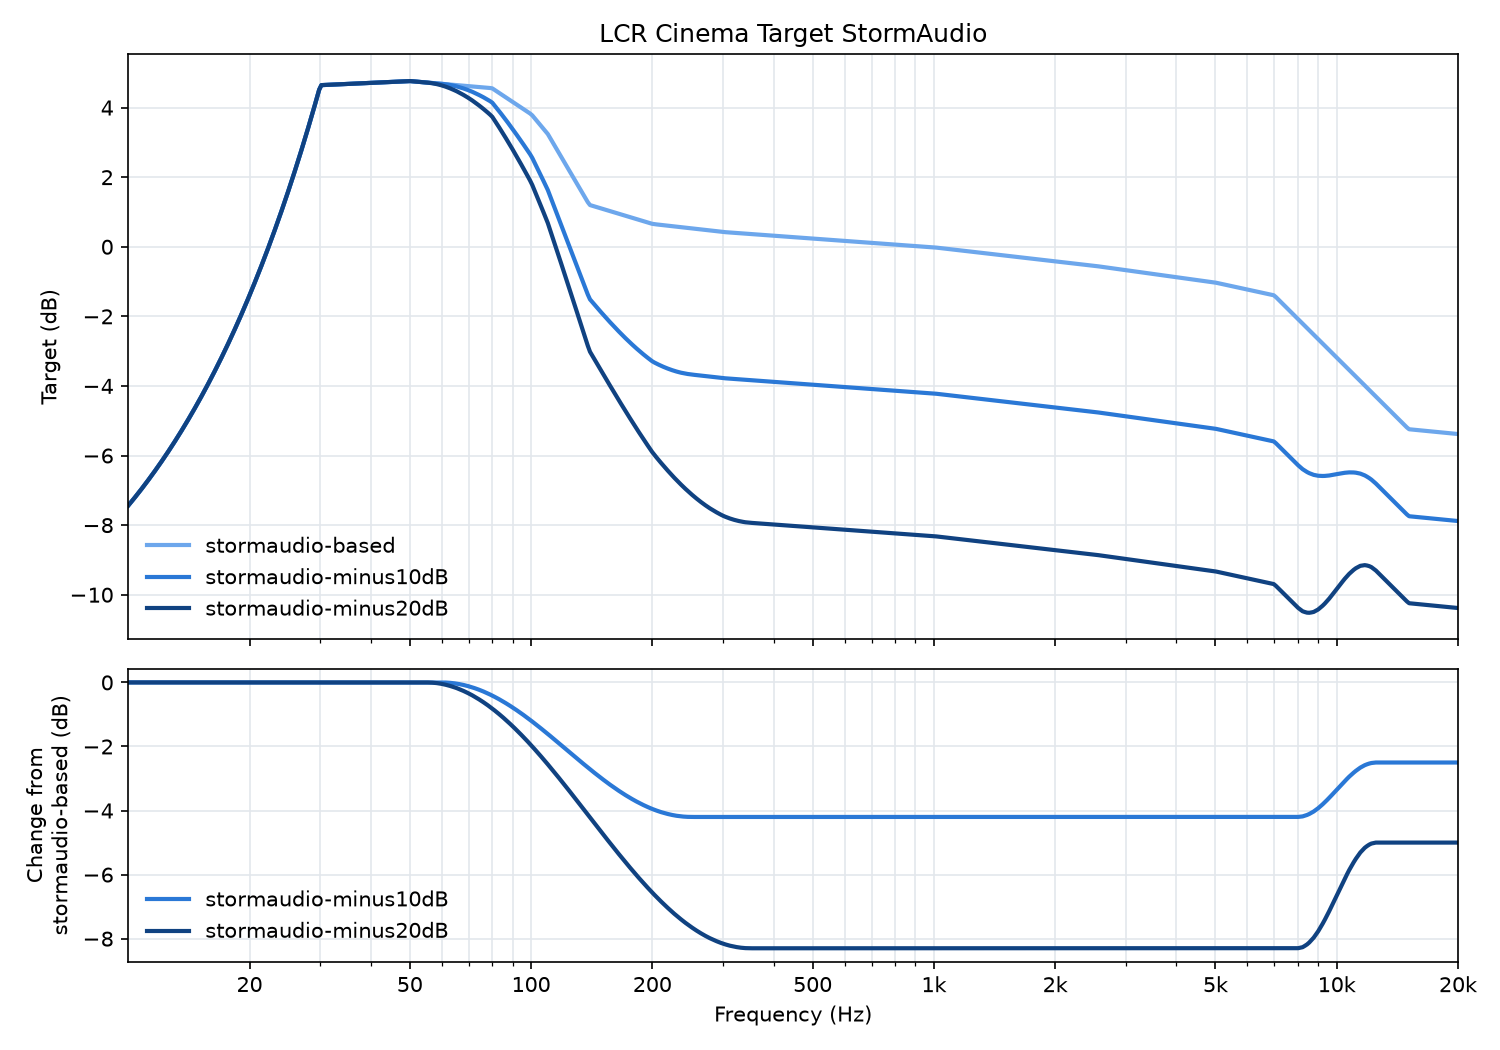 LCR Cinema Target StormAudio
Target (dB)
4
2
0
−2
−4
−6
−8
−10
stormaudio-based
stormaudio-minus10dB
stormaudio-minus20dB
Change from
stormaudio-based (dB)
0
−2
−4
−6
−8
stormaudio-minus10dB
stormaudio-minus20dB
20 50 100 200 500 1k 2k 5k 10k 20k
Frequency (Hz)